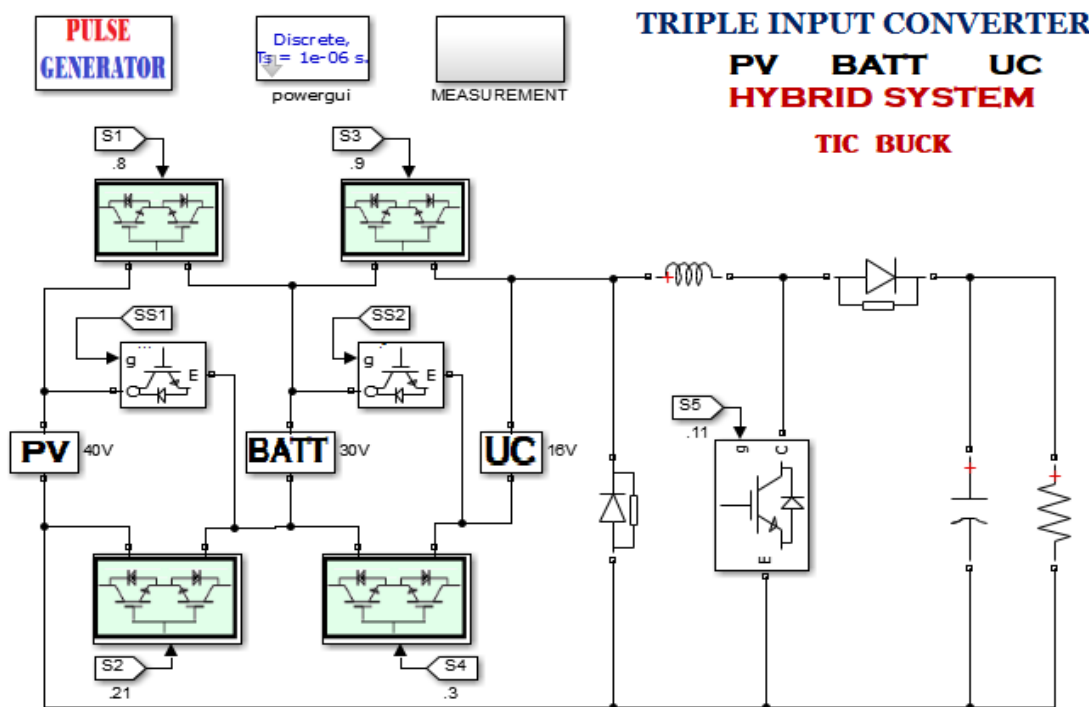 PULSE
GENERATOR
Discrete,
Ts = 1e-06 s.
powergui
MEASUREMENT
TRIPLE INPUT CONVERTER
PV BATT UC
HYBRID SYSTEM
TIC BUCK
S1
.8
S3
.9
SS1
...
g
E
SS2
g
E
PV
40V
BATT
30V
UC
16V
S5
.11
g
C
E
S2
.21
S4
.3